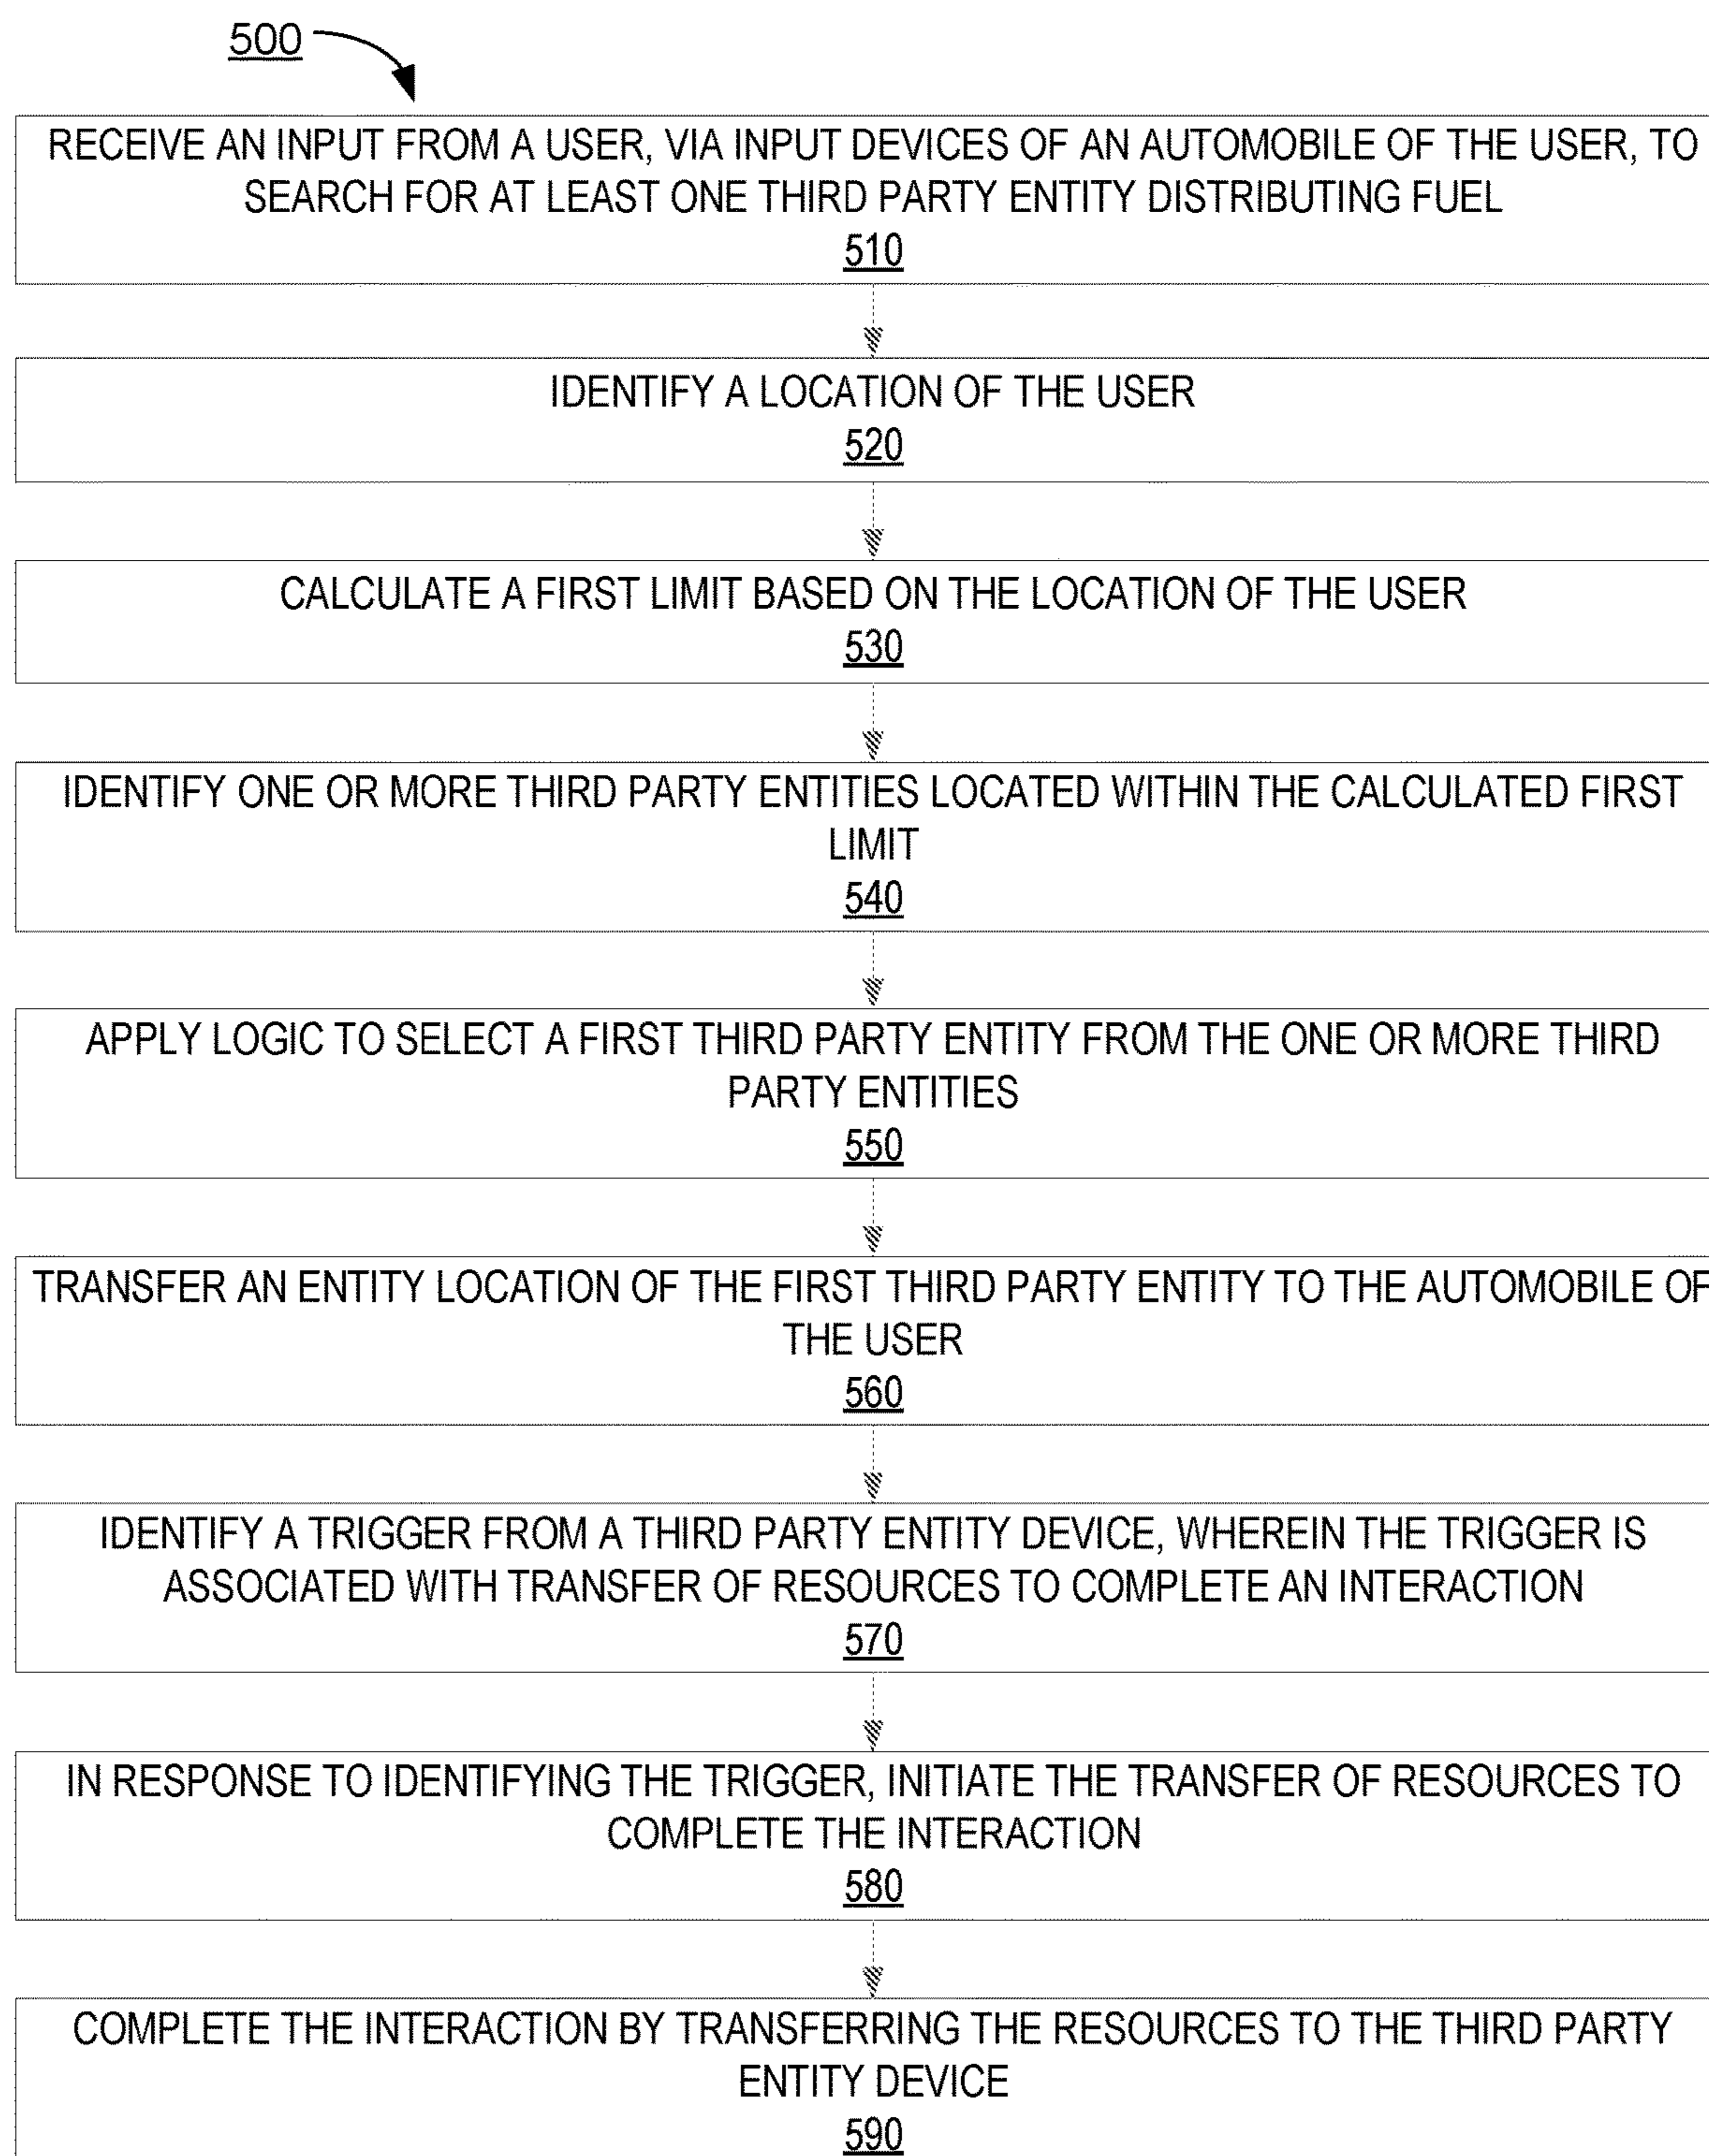 500
RECEIVE AN INPUT FROM A USER, VIA INPUT DEVICES OF AN AUTOMOBILE OF THE USER, TO
SEARCH FOR AT LEAST ONE THIRD PARTY ENTITY DISTRIBUTING FUEL
510
IDENTIFY A LOCATION OF THE USER
520
CALCULATE A FIRST LIMIT BASED ON THE LOCATION OF THE USER
530
IDENTIFY ONE OR MORE THIRD PARTY ENTITIES LOCATED WITHIN THE CALCULATED FIRST
LIMIT
540
APPLY LOGIC TO SELECT A FIRST THIRD PARTY ENTITY FROM THE ONE OR MORE THIRD
PARTY ENTITIES
550
TRANSFER AN ENTITY LOCATION OF THE FIRST THIRD PARTY ENTITY TO THE AUTOMOBILE OF
THE USER
560
IDENTIFY A TRIGGER FROM A THIRD PARTY ENTITY DEVICE, WHEREIN THE TRIGGER IS
ASSOCIATED WITH TRANSFER OF RESOURCES TO COMPLETE AN INTERACTION
570
IN RESPONSE TO IDENTIFYING THE TRIGGER, INITIATE THE TRANSFER OF RESOURCES TO
COMPLETE THE INTERACTION
580
COMPLETE THE INTERACTION BY TRANSFERRING THE RESOURCES TO THE THIRD PARTY
ENTITY DEVICE
590